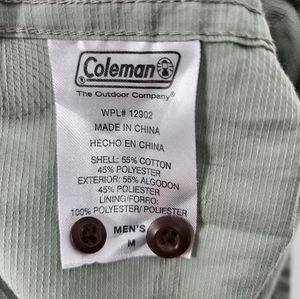 Coleman
The Outdoor Company
WPL# 12902
MADE IN CHINA
HECHO EN CHINA
SHELL: 55% COTTON
45% POLYESTER
EXTERIOR: 55% ALGODON
45% POLIESTER
LINING/FORRO:
100% POLYESTER/ POLIESTER
MEN'S
M